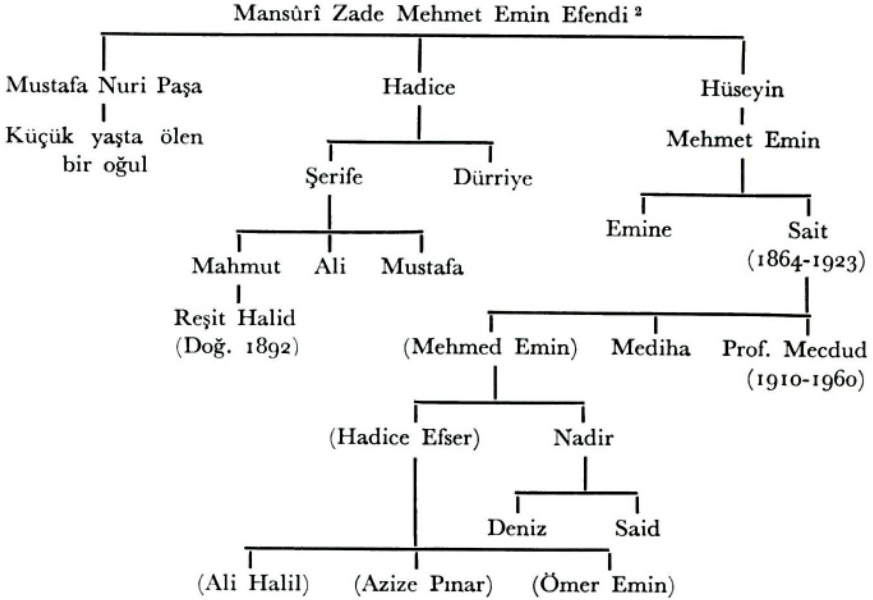 Mansûrî Zade Mehmet Emin Efendi ²
Mustafa Nuri Paşa
Hadice
Hüseyin
Küçük yaşta ölen
bir oğul
Mehmet Emin
Şerife
Dürriye
Emine
Sait
(1864-1923)
Mahmut
Ali
Mustafa
Reşit Halid
(Doğ. 1892)
(Mehmed Emin)
Mediha
Prof. Mecdud
(1910-1960)
(Hadice Efser)
Nadir
Deniz
Said
(Ali Halil)
(Azize Pınar)
(Ömer Emin)